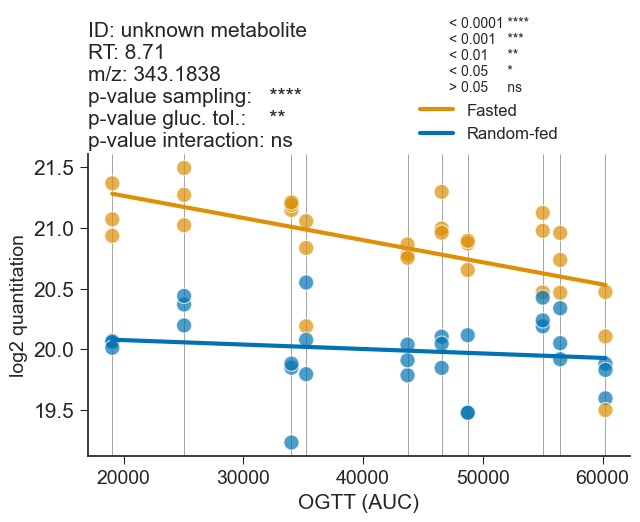 ID: unknown metabolite
RT: 8.71
m/z: 343.1838
p-value sampling: ****
p-value gluc. tol.: **
p-value interaction: ns
< 0.0001 ****
< 0.001 ***
< 0.01 **
< 0.05 *
> 0.05 ns
Fasted
Random-fed
21.5
21.0
20.5
20.0
19.5
log2 quantitation
20000 30000 40000 50000 60000
OGTT (AUC)